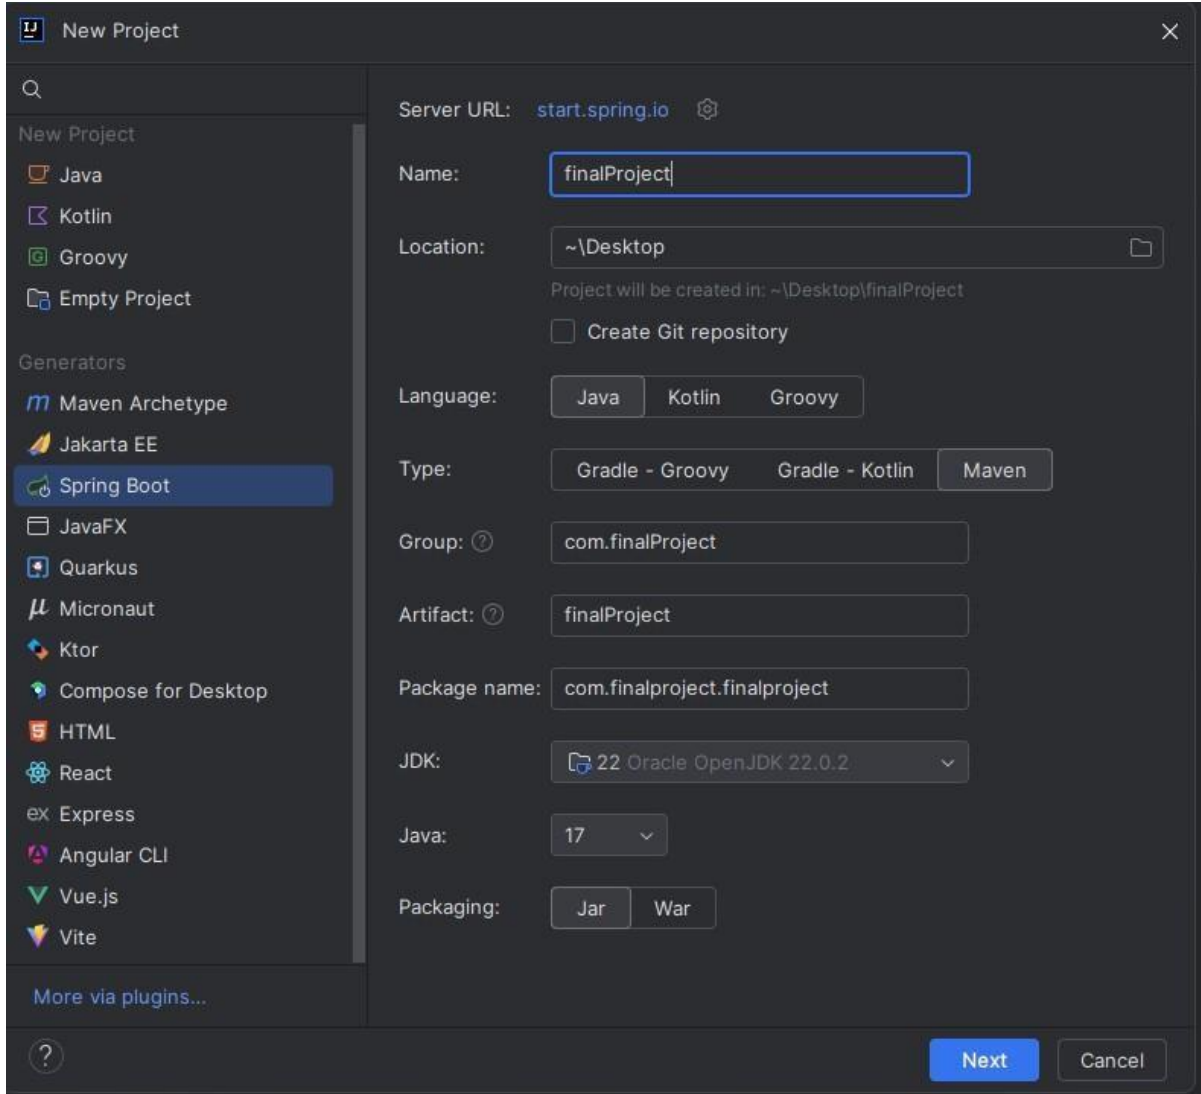 New Project
New Project
Java
Kotlin
Groovy
Empty Project
Generators
Maven Archetype
Jakarta EE
Spring Boot
JavaFX
Quarkus
Micronaut
Ktor
Compose for Desktop
HTML
React
ex Express
Angular CLI
Vue.js
Vite
More via plugins...
Server URL: start.spring.io
Name: finalProject
Location: ~\Desktop
Project will be created in: ~\Desktop\finalProject
Create Git repository
Language: Java Kotlin Groovy
Type: Gradle - Groovy Gradle - Kotlin Maven
Group: ? com.finalProject
Artifact: ? finalProject
Package name: com.finalproject.finalproject
JDK: 22 Oracle OpenJDK 22.0.2
Java: 17
Packaging: Jar War
? Next Cancel